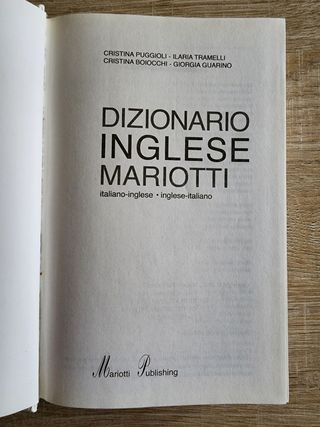 CRISTINA PUGGIOLI - ILARIA TRAMELLI
CRISTINA BOIOCCHI - GIORGIA GUARINO
DIZIONARIO
INGLESE
MARIOTTI
italiano-inglese • inglese-italiano
Mariotti Publishing